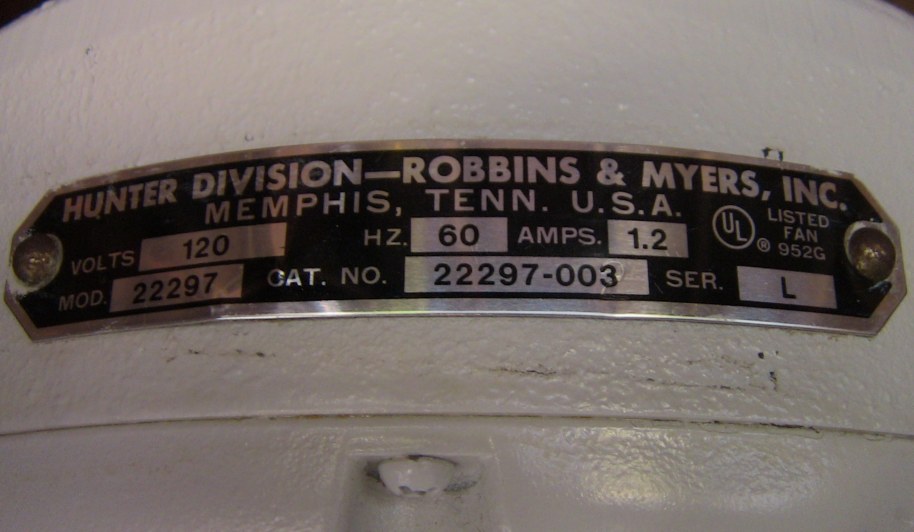 HUNTER DIVISION—ROBBINS & MYERS, INC.
MEMPHIS, TENN. U.S.A.
VOLTS 120 HZ. 60 AMPS. 1.2
MOD. 22297 CAT. NO. 22297-003 SER. L
UL ®
LISTED
FAN
952G